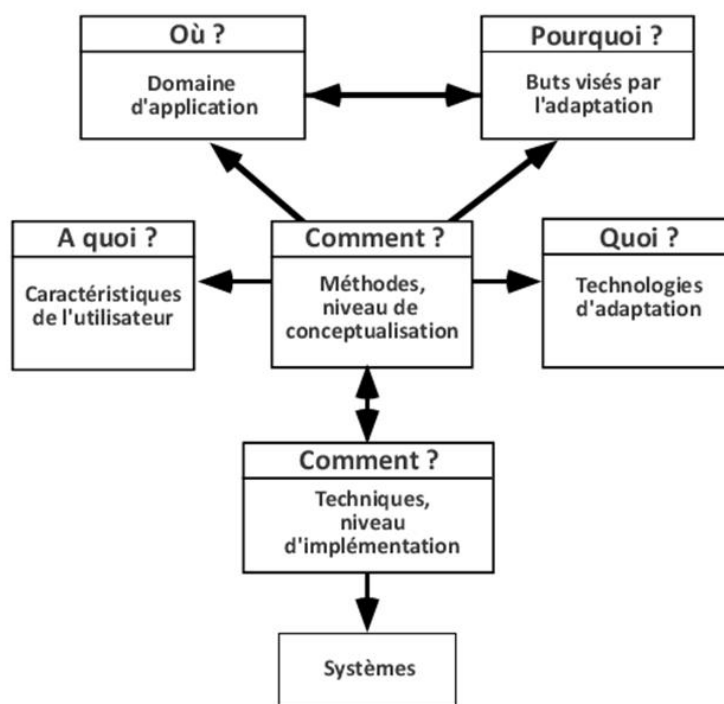 Où ?
Domaine
d'application
Pourquoi ?
Buts visés par
l'adaptation
A quoi ?
Caractéristiques
de l'utilisateur
Comment ?
Méthodes,
niveau de
conceptualisation
Quoi ?
Technologies
d'adaptation
Comment ?
Techniques,
niveau
d'implémentation
Systèmes